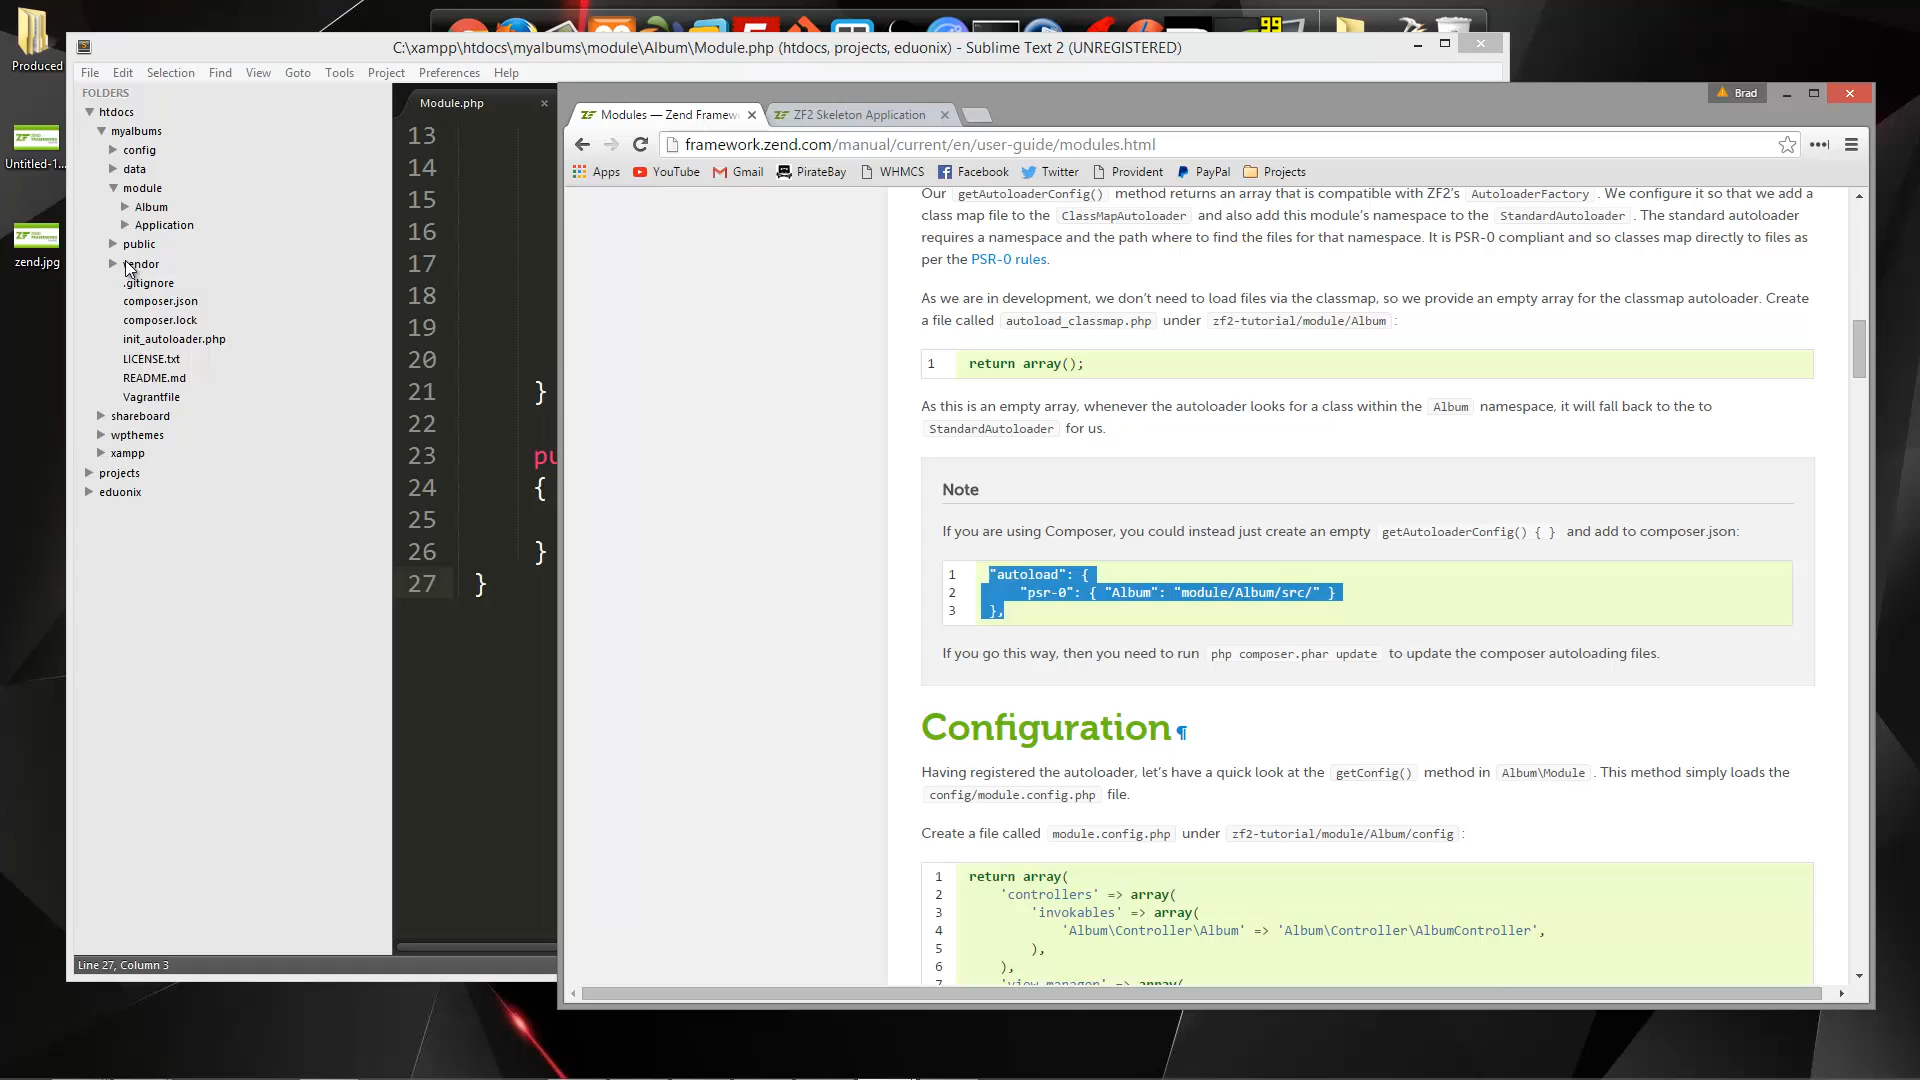 Produced
Untitled-1...
zend.jpg
C:\xampp\htdocs\myalbums\module\Album\Module.php (htdocs, projects, eduonix) - Sublime Text 2 (UNREGISTERED)
File Edit Selection Find View Goto Tools Project Preferences Help
FOLDERS
htdocs
myalbums
config
data
module
Album
Application
public
vendor
.gitignore
composer.json
composer.lock
init_autoloader.php
LICENSE.txt
README.md
Vagrantfile
shareboard
wpthemes
xampp
projects
eduonix
Line 27, Column 3
Module.php
13
14
15
16
17
18
19
20
21 }
22
23 pu
24 {
25
26 }
27 }
99
Brad
Modules — Zend Framew
ZF2 Skeleton Application
framework.zend.com/manual/current/en/user-guide/modules.html
Apps YouTube Gmail PirateBay WHMCS Facebook Twitter Provident PayPal Projects
Our getAutoloaderConfig() method returns an array that is compatible with ZF2's AutoloaderFactory . We configure it so that we add a
class map file to the ClassMapAutoloader and also add this module's namespace to the StandardAutoloader . The standard autoloader
requires a namespace and the path where to find the files for that namespace. It is PSR-0 compliant and so classes map directly to files as
per the PSR-0 rules.
As we are in development, we don't need to load files via the classmap, so we provide an empty array for the classmap autoloader. Create
a file called autoload_classmap.php under zf2-tutorial/module/Album :
1 return array();
As this is an empty array, whenever the autoloader looks for a class within the Album namespace, it will fall back to the to
StandardAutoloader for us.
Note
If you are using Composer, you could instead just create an empty getAutoloaderConfig() { } and add to composer.json:
1 "autoload": {
2 "psr-0": { "Album": "module/Album/src/" }
3 },
If you go this way, then you need to run php composer.phar update to update the composer autoloading files.
Configuration ¶
Having registered the autoloader, let's have a quick look at the getConfig() method in Album\Module . This method simply loads the
config/module.config.php file.
Create a file called module.config.php under zf2-tutorial/module/Album/config :
1 return array(
2 'controllers' => array(
3 'invokables' => array(
4 'Album\Controller\Album' => 'Album\Controller\AlbumController',
5 ),
6 ),
7 'view_manager' => array(